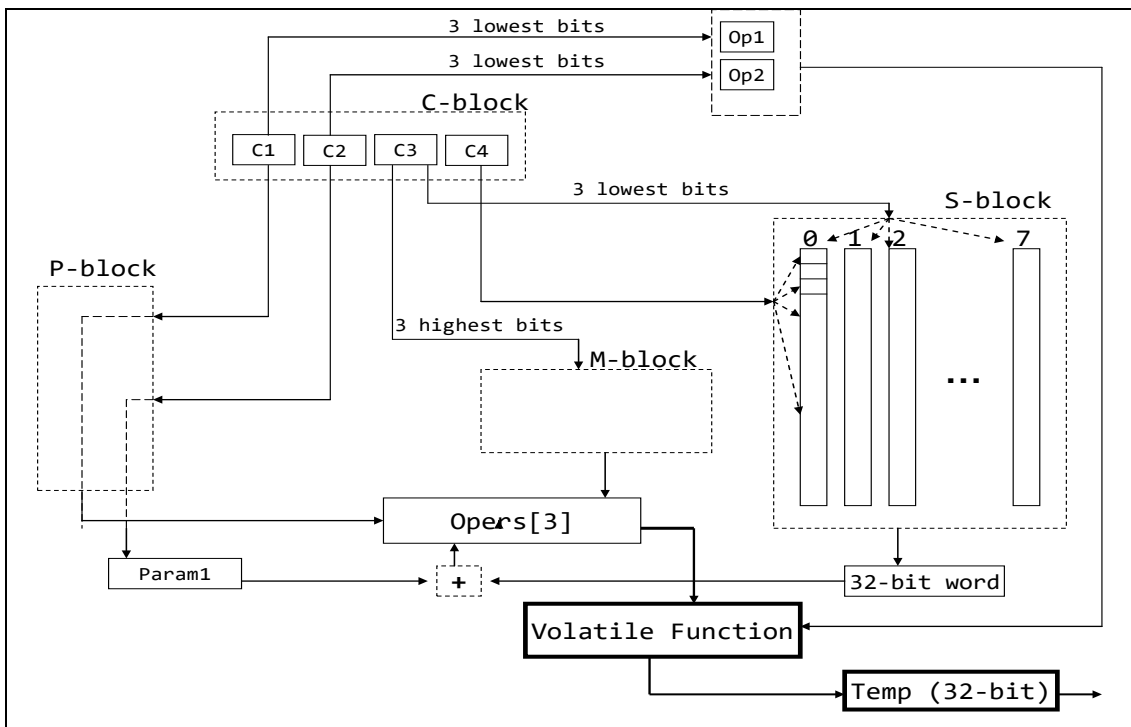 3 lowest bits
Op1
3 lowest bits
Op2
C-block
C1
C2
C3
C4
3 lowest bits
S-block
0 1 2 7
P-block
3 highest bits
M-block
...
Opers[3]
Param1
+
32-bit word
Volatile Function
Temp (32-bit)